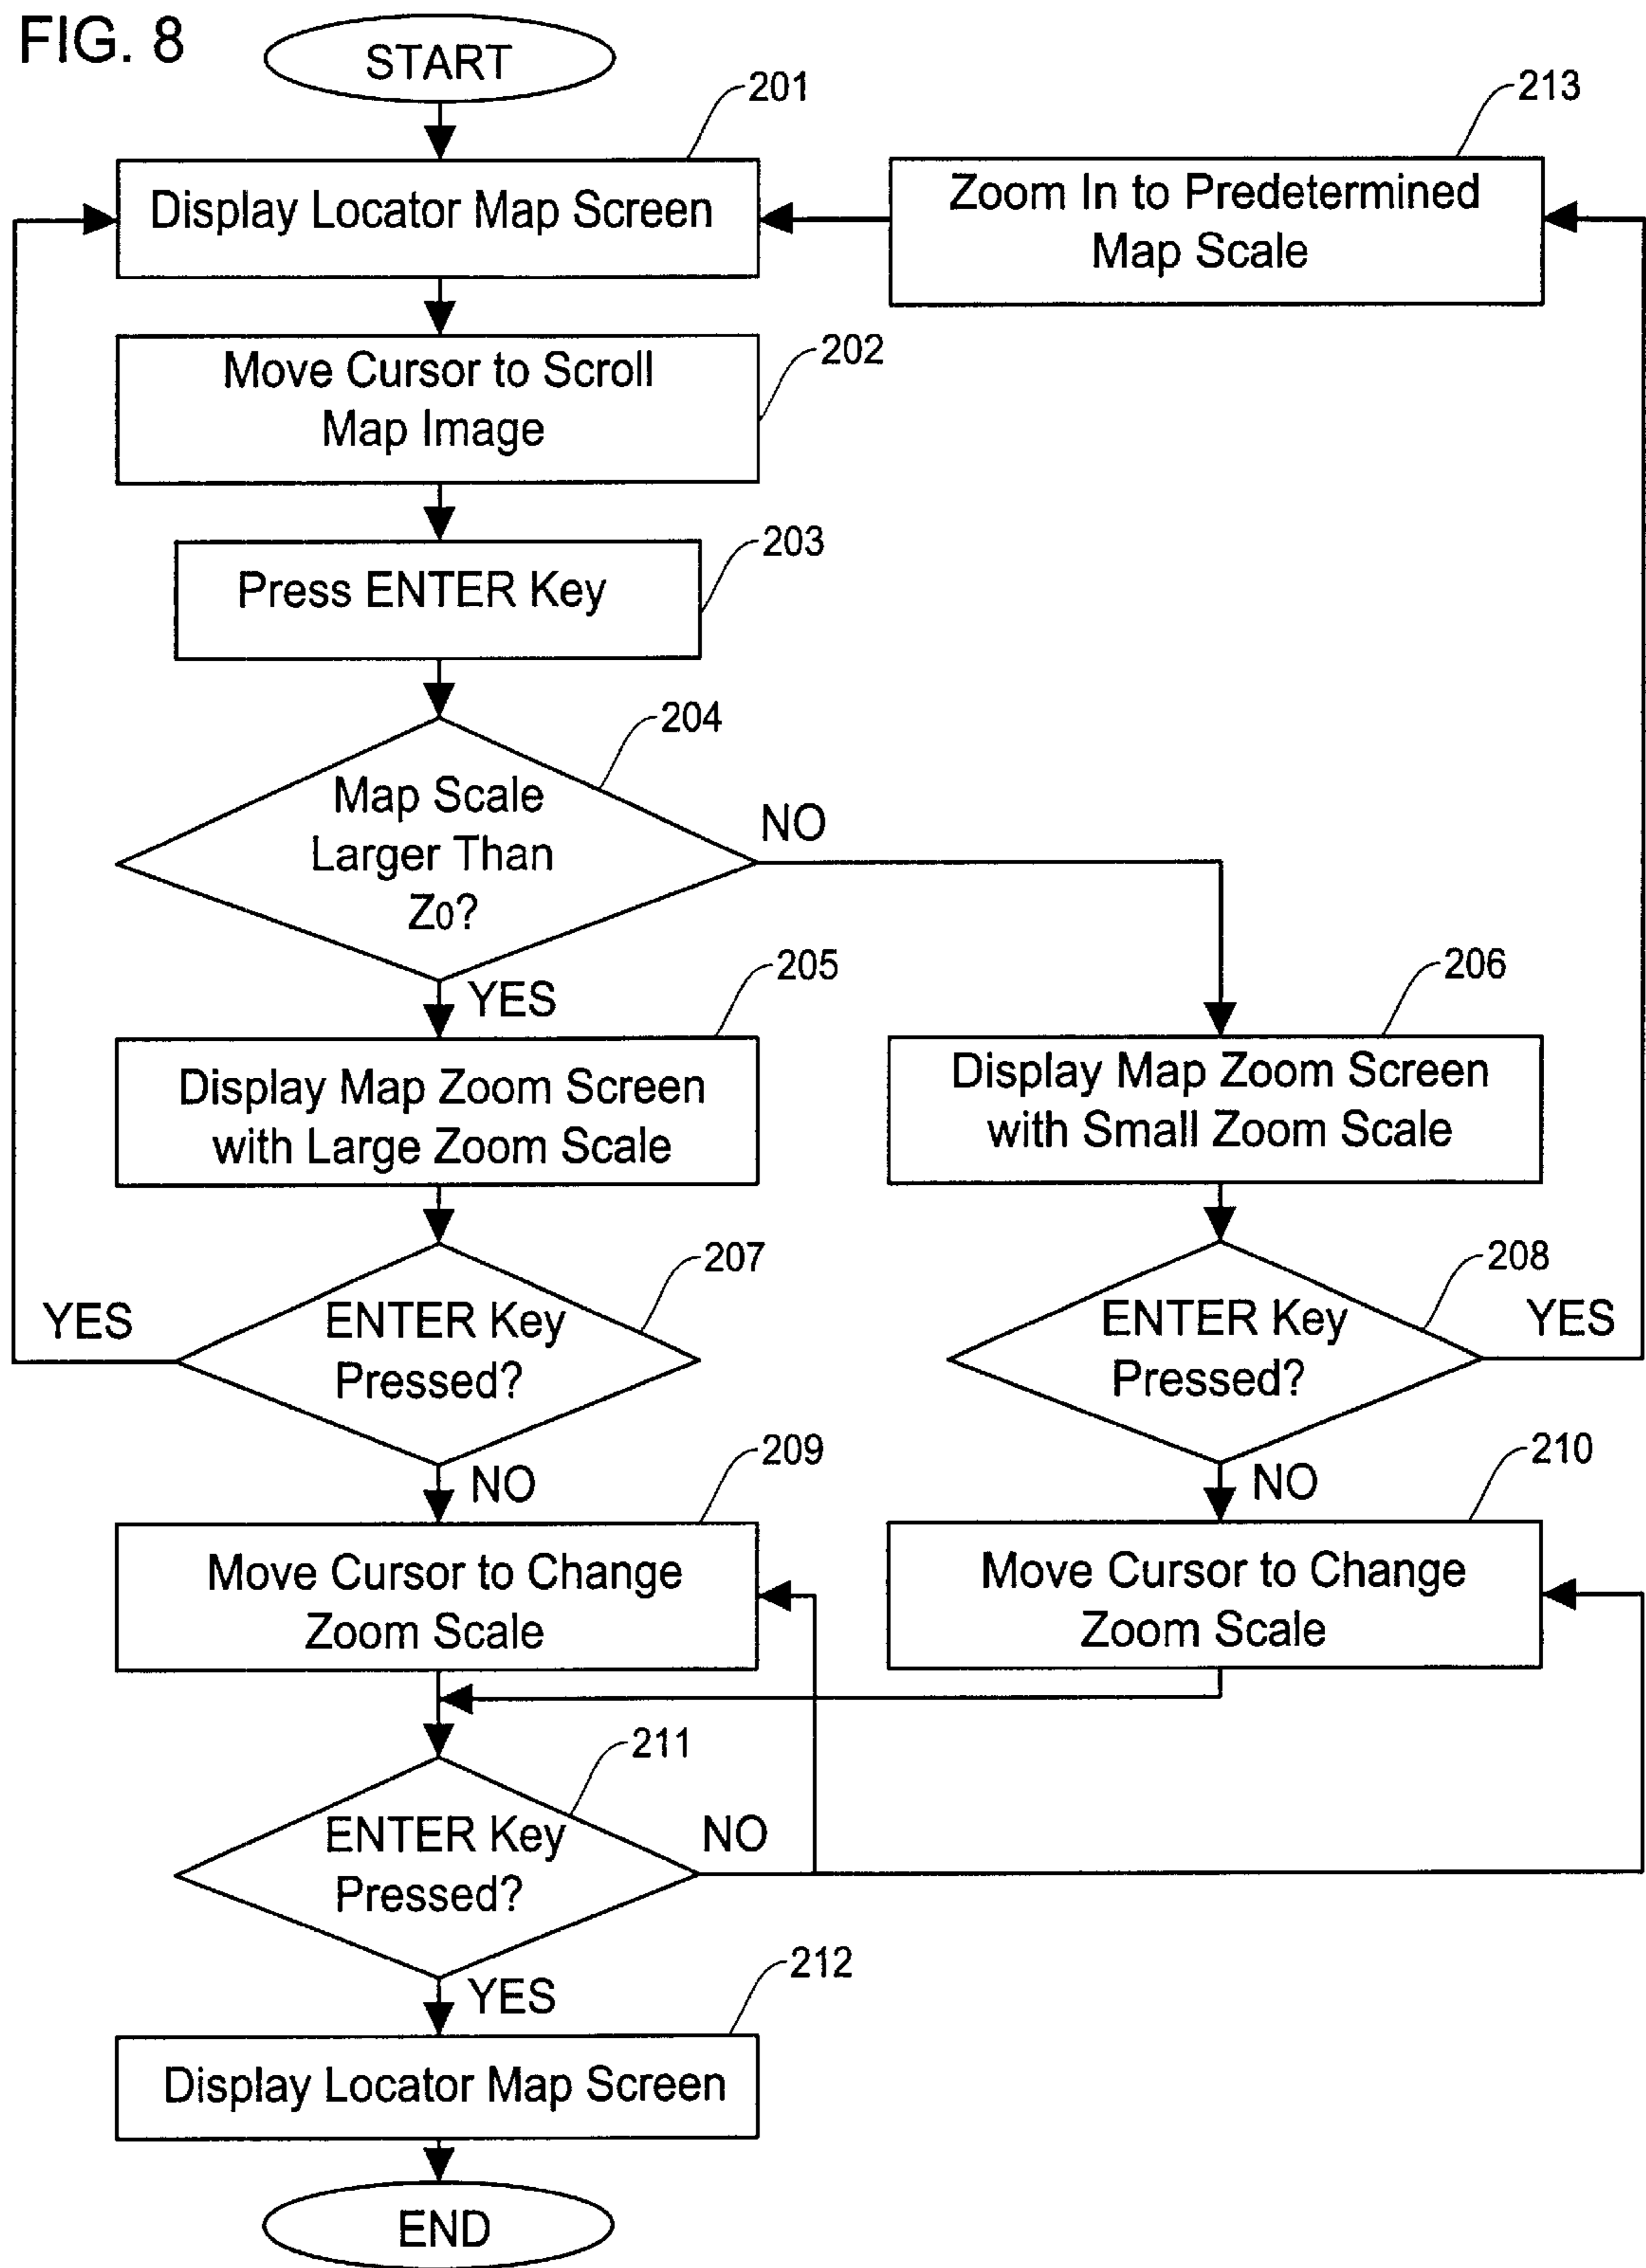 FIG. 8
START
201
213
Display Locator Map Screen
Zoom In to Predetermined
Map Scale
202
Move Cursor to Scroll
Map Image
203
Press ENTER Key
204
Map Scale
Larger Than
Z0?
NO
YES
205
206
Display Map Zoom Screen
with Large Zoom Scale
Display Map Zoom Screen
with Small Zoom Scale
207
208
YES
ENTER Key
Pressed?
ENTER Key
Pressed?
YES
NO
209
NO
210
Move Cursor to Change
Zoom Scale
Move Cursor to Change
Zoom Scale
211
ENTER Key
Pressed?
NO
YES
212
Display Locator Map Screen
END